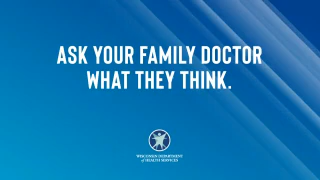 ASK YOUR FAMILY DOCTOR
WHAT THEY THINK.
WISCONSIN DEPARTMENT
of HEALTH SERVICES